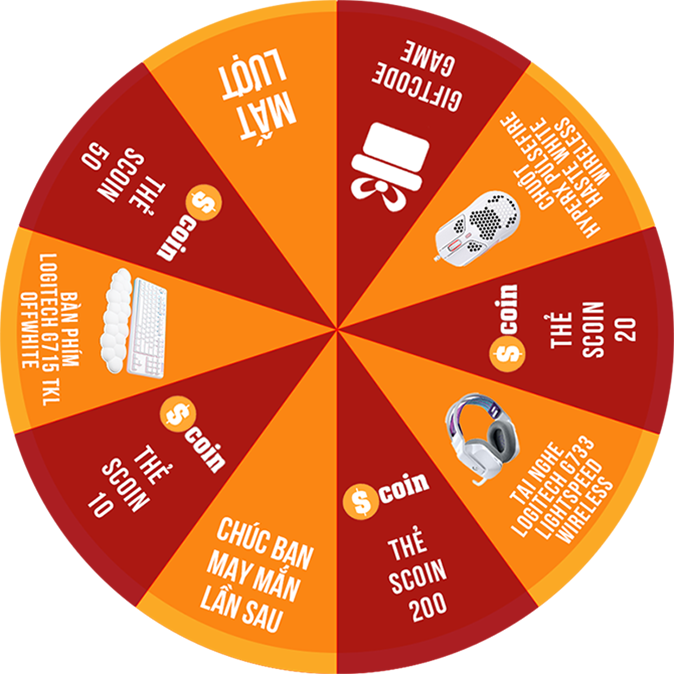 GIFTCODE
GAME
CHUỘT
HYPERX PULSEFIRE
HASTE WHITE
WIRELESS
$coin
THẺ
SCOIN
20
TAI NGHE
LOGITECH G733
LIGHTSPEED
WIRELESS
$coin
THẺ
SCOIN
200
CHÚC BẠN
MAY MẮN
LẦN SAU
$coin
THẺ
SCOIN
10
BÀN PHÍM
LOGITECH G715 TKL
OFFWHITE
$coin
THẺ
SCOIN
50
MẤT
LƯỢT